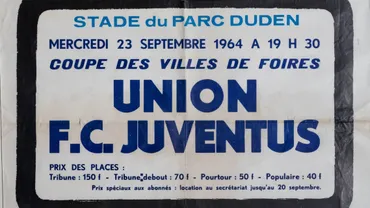 STADE du PARC DUDEN
MERCREDI 23 SEPTEMBRE 1964 A 19 H 30
COUPE DES VILLES DE FOIRES
UNION
F.C. JUVENTUS
PRIX DES PLACES :
Tribune : 150 f - Tribune debout : 70 f - Pourtour : 50 f - Populaire : 40 f
Prix spéciaux aux abonnés : location au secrétariat jusqu'au 20 septembre.